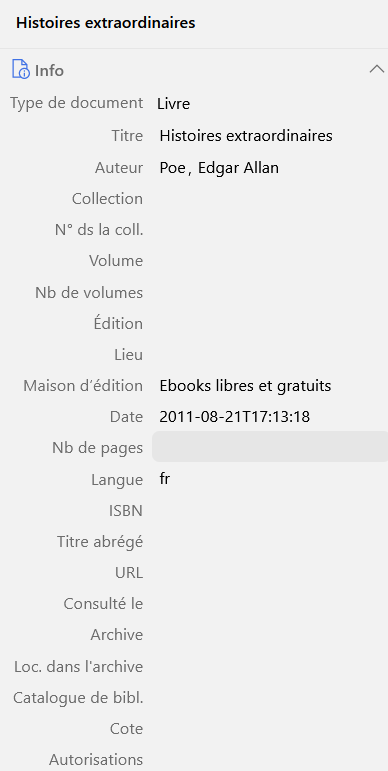 Histoires extraordinaires
Info
Type de document Livre
Titre Histoires extraordinaires
Auteur Poe, Edgar Allan
Collection
N° ds la coll.
Volume
Nb de volumes
Édition
Lieu
Maison d’édition Ebooks libres et gratuits
Date 2011-08-21T17:13:18
Nb de pages
Langue fr
ISBN
Titre abrégé
URL
Consulté le
Archive
Loc. dans l'archive
Catalogue de bibl.
Cote
Autorisations